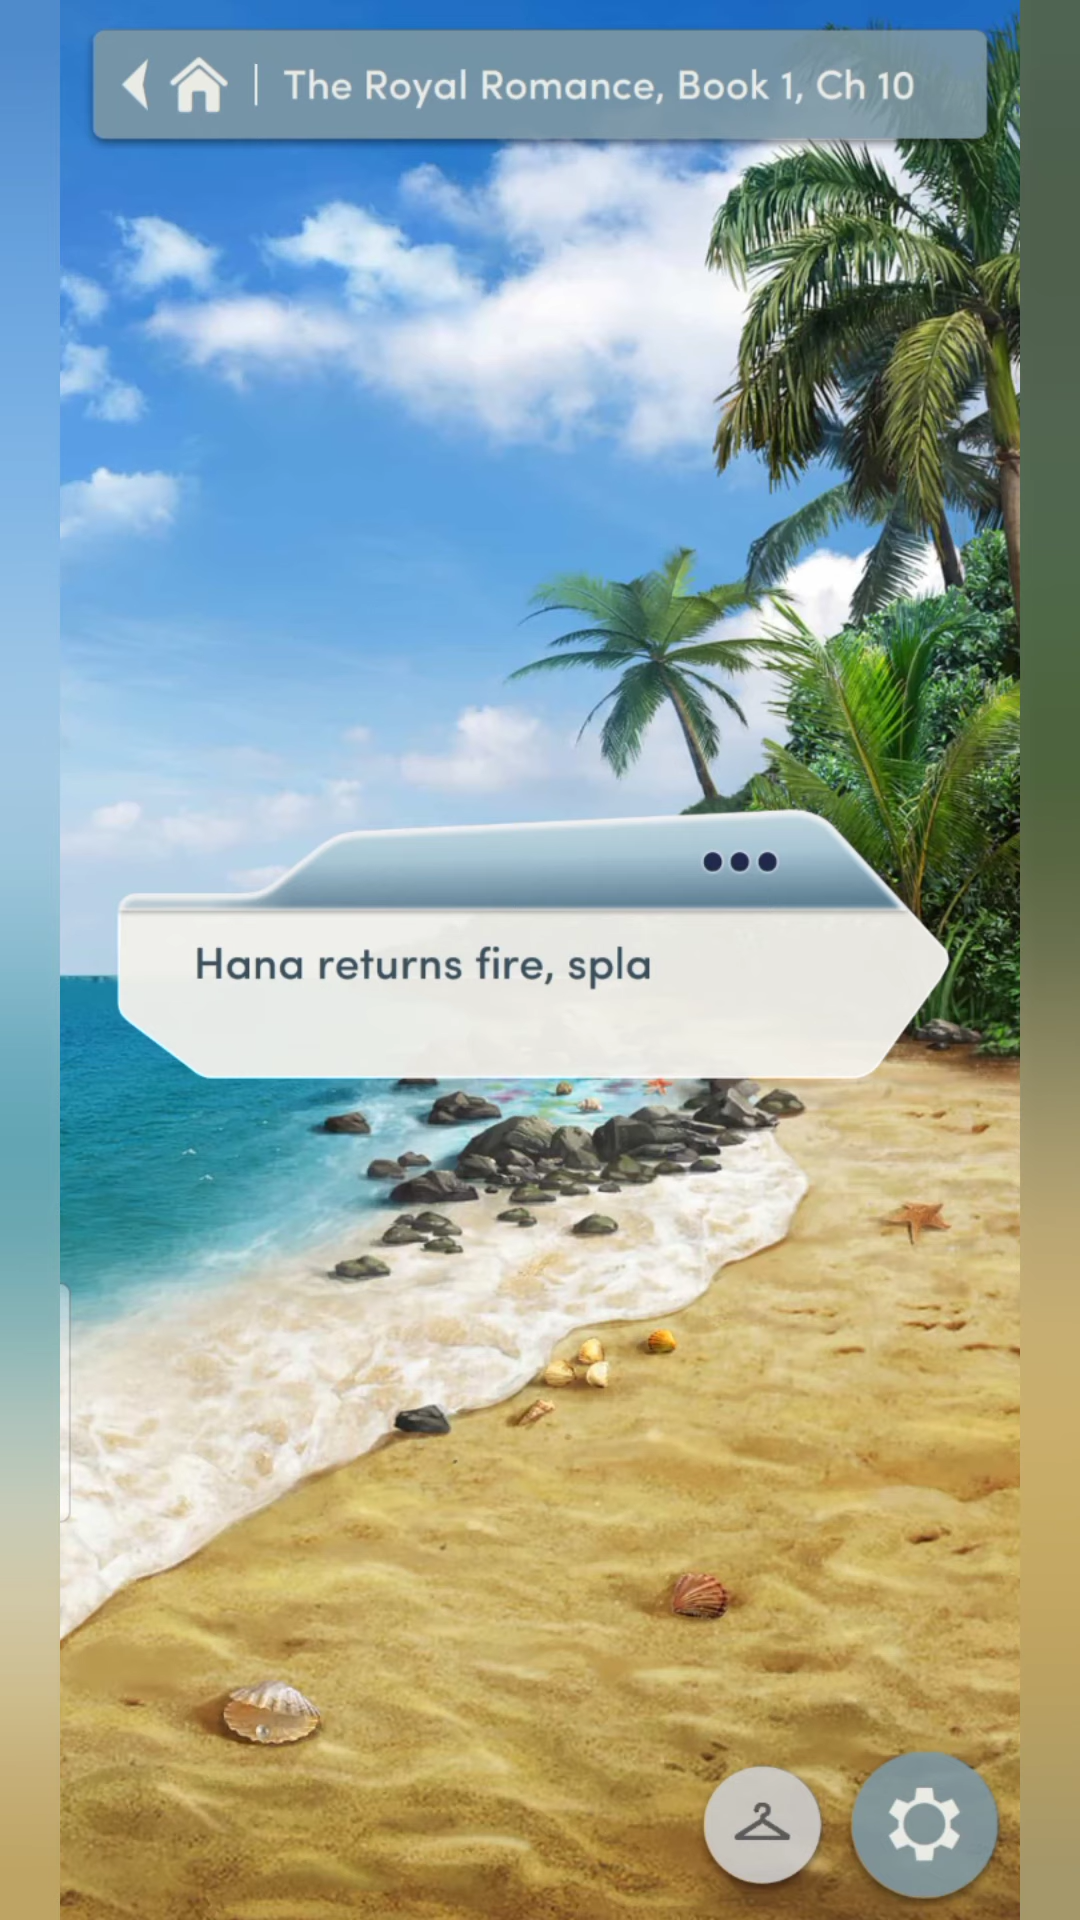 The Royal Romance, Book 1, Ch 10
Hana returns fire, spla